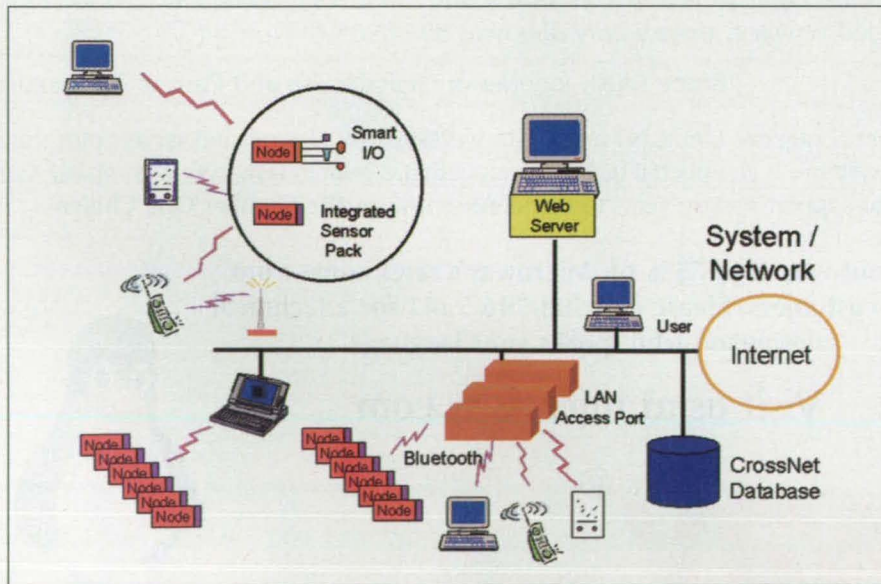 Smart
I/O
Node
Node
Integrated
Sensor
Pack
Web
Server
System /
Network
User
Internet
LAN
Access Port
Bluetooth
CrossNet
Database
Node
Node
Node
Node
Node
Node
Node
Node
Node
Node
Node
Node